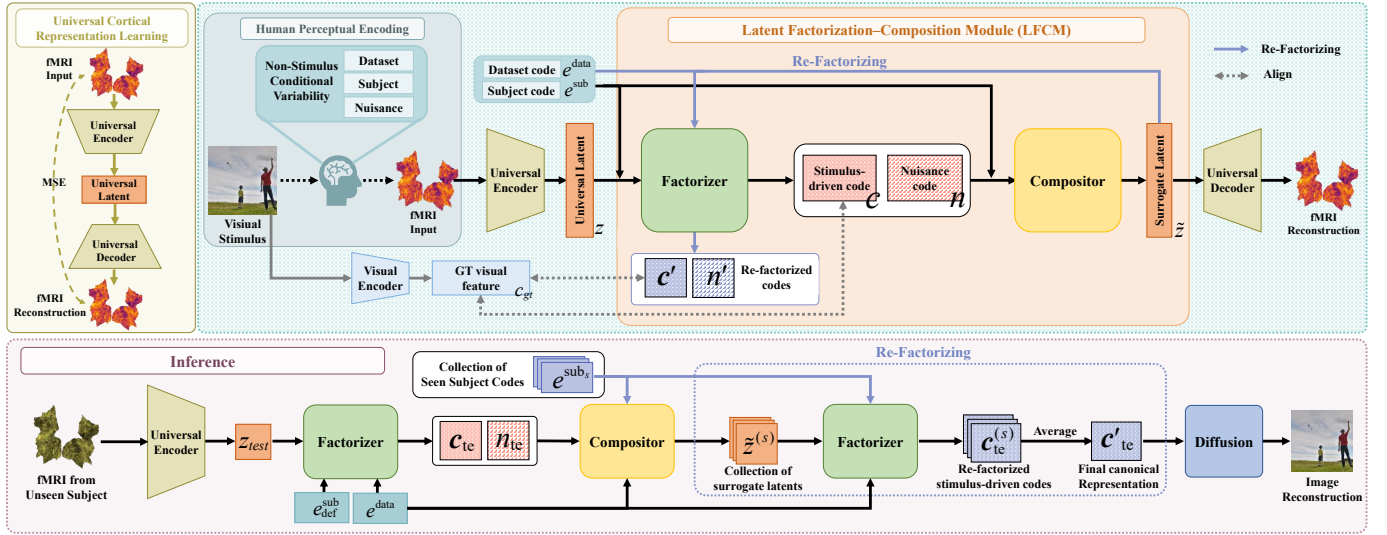 Universal Cortical
Representation Learning
fMRI
Input
Universal
Encoder
MSE
Universal
Latent
Universal
Decoder
fMRI
Reconstruction
Human Perceptual Encoding
Non-Stimulus
Conditional
Variability
Dataset
Subject
Nuisance
Visiual
Stimulus
fMRI
Input
Universal
Encoder
Universal Latent
z
Dataset code e^data
Subject code e^sub
Latent Factorization–Composition Module (LFCM)
Re-Factorizing
Factorizer
Stimulus-
driven code
c
Nuisance
code
n
Compositor
Surrogate Latent
z̃
Re-Factorizing
Align
Universal
Decoder
fMRI
Reconstruction
Visual
Encoder
GT visual
feature
c_gt
c′
n′
Re-factorized
codes
Inference
fMRI from
Unseen Subject
Universal
Encoder
z_test
Factorizer
e^sub_def
e^data
Collection of
Seen Subject Codes
e^sub_s
c_te
n_te
Compositor
Re-Factorizing
z̃^(s)
Collection of
surrogate latents
Factorizer
c^(s)_te
Re-factorized
stimulus-driven codes
Average
c′_te
Final canonical
Representation
Diffusion
Image
Reconstruction